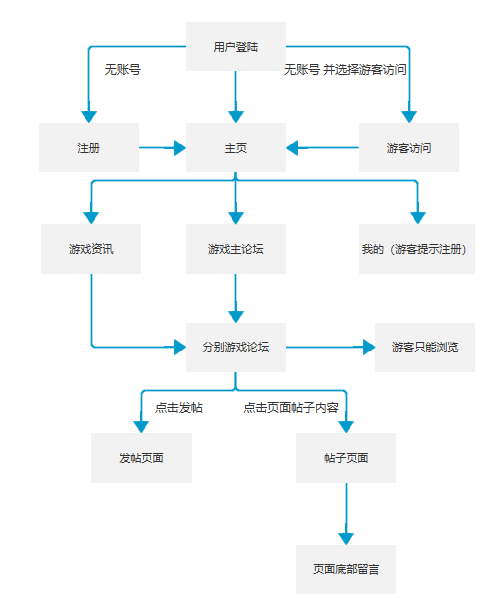 用户登陆
无账号
无账号 并选择游客访问
注册
主页
游客访问
游戏资讯
游戏主论坛
我的（游客提示注册）
分别游戏论坛
游客只能浏览
点击发帖
点击页面帖子内容
发帖页面
帖子页面
页面底部留言